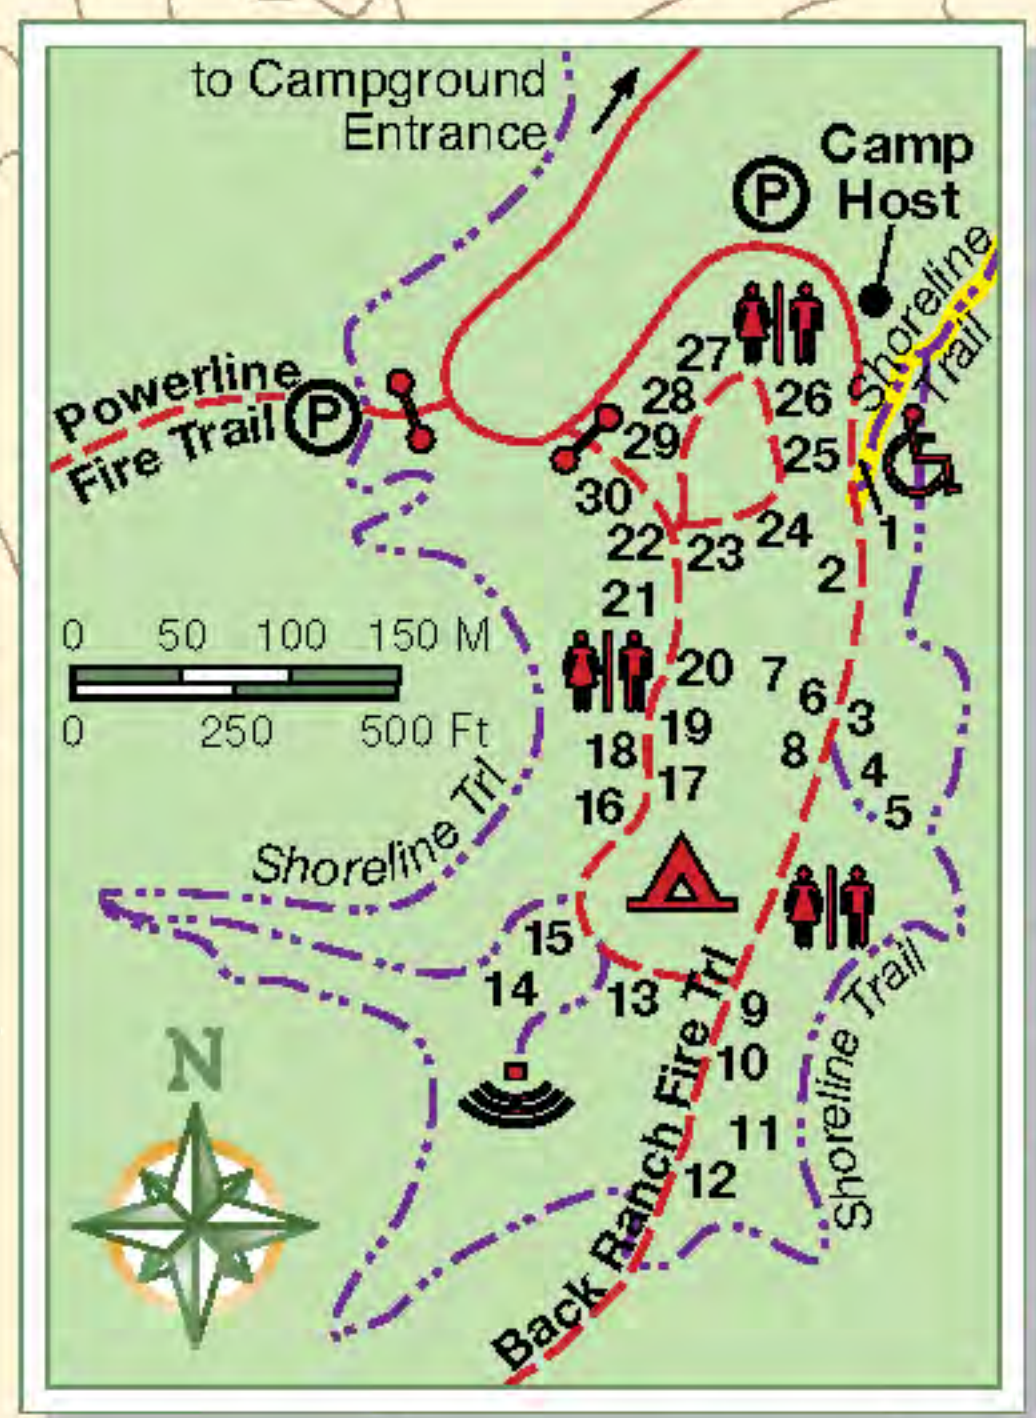 to Campground
Entrance
Camp
Host
P
Shoreline
Trail
Powerline
Fire Trail
P
27
28
26
29
25
30
1
22
23
24
2
21
0 50 100 150 M
0 250 500 Ft
20
7
6
3
19
18
8
4
17
16
5
Shoreline Trl
15
14
13
9
Shoreline Trail
10
11
12
Back Ranch Fire Trl
N